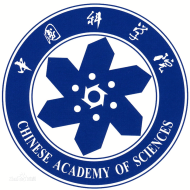 中国科学院
CHINESE ACADEMY OF SCIENCES